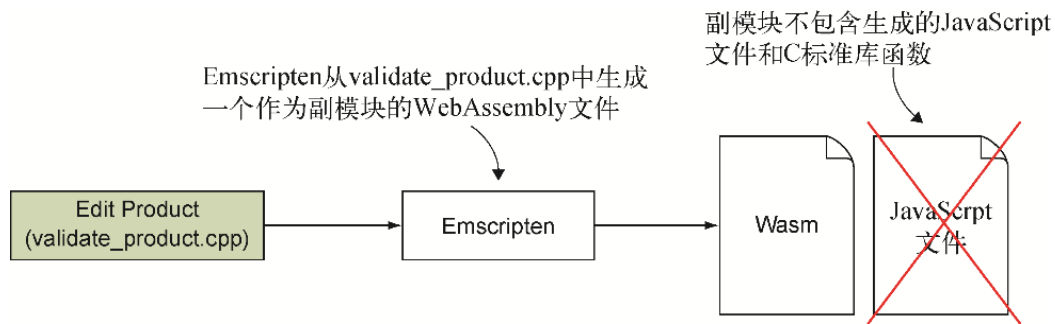 副模块不包含生成的JavaScript
文件和C标准库函数
Emscripten从validate_product.cpp中生成
一个作为副模块的WebAssembly文件
Edit Product
(validate_product.cpp)
Emscripten
Wasm
JavaScrpt
文件